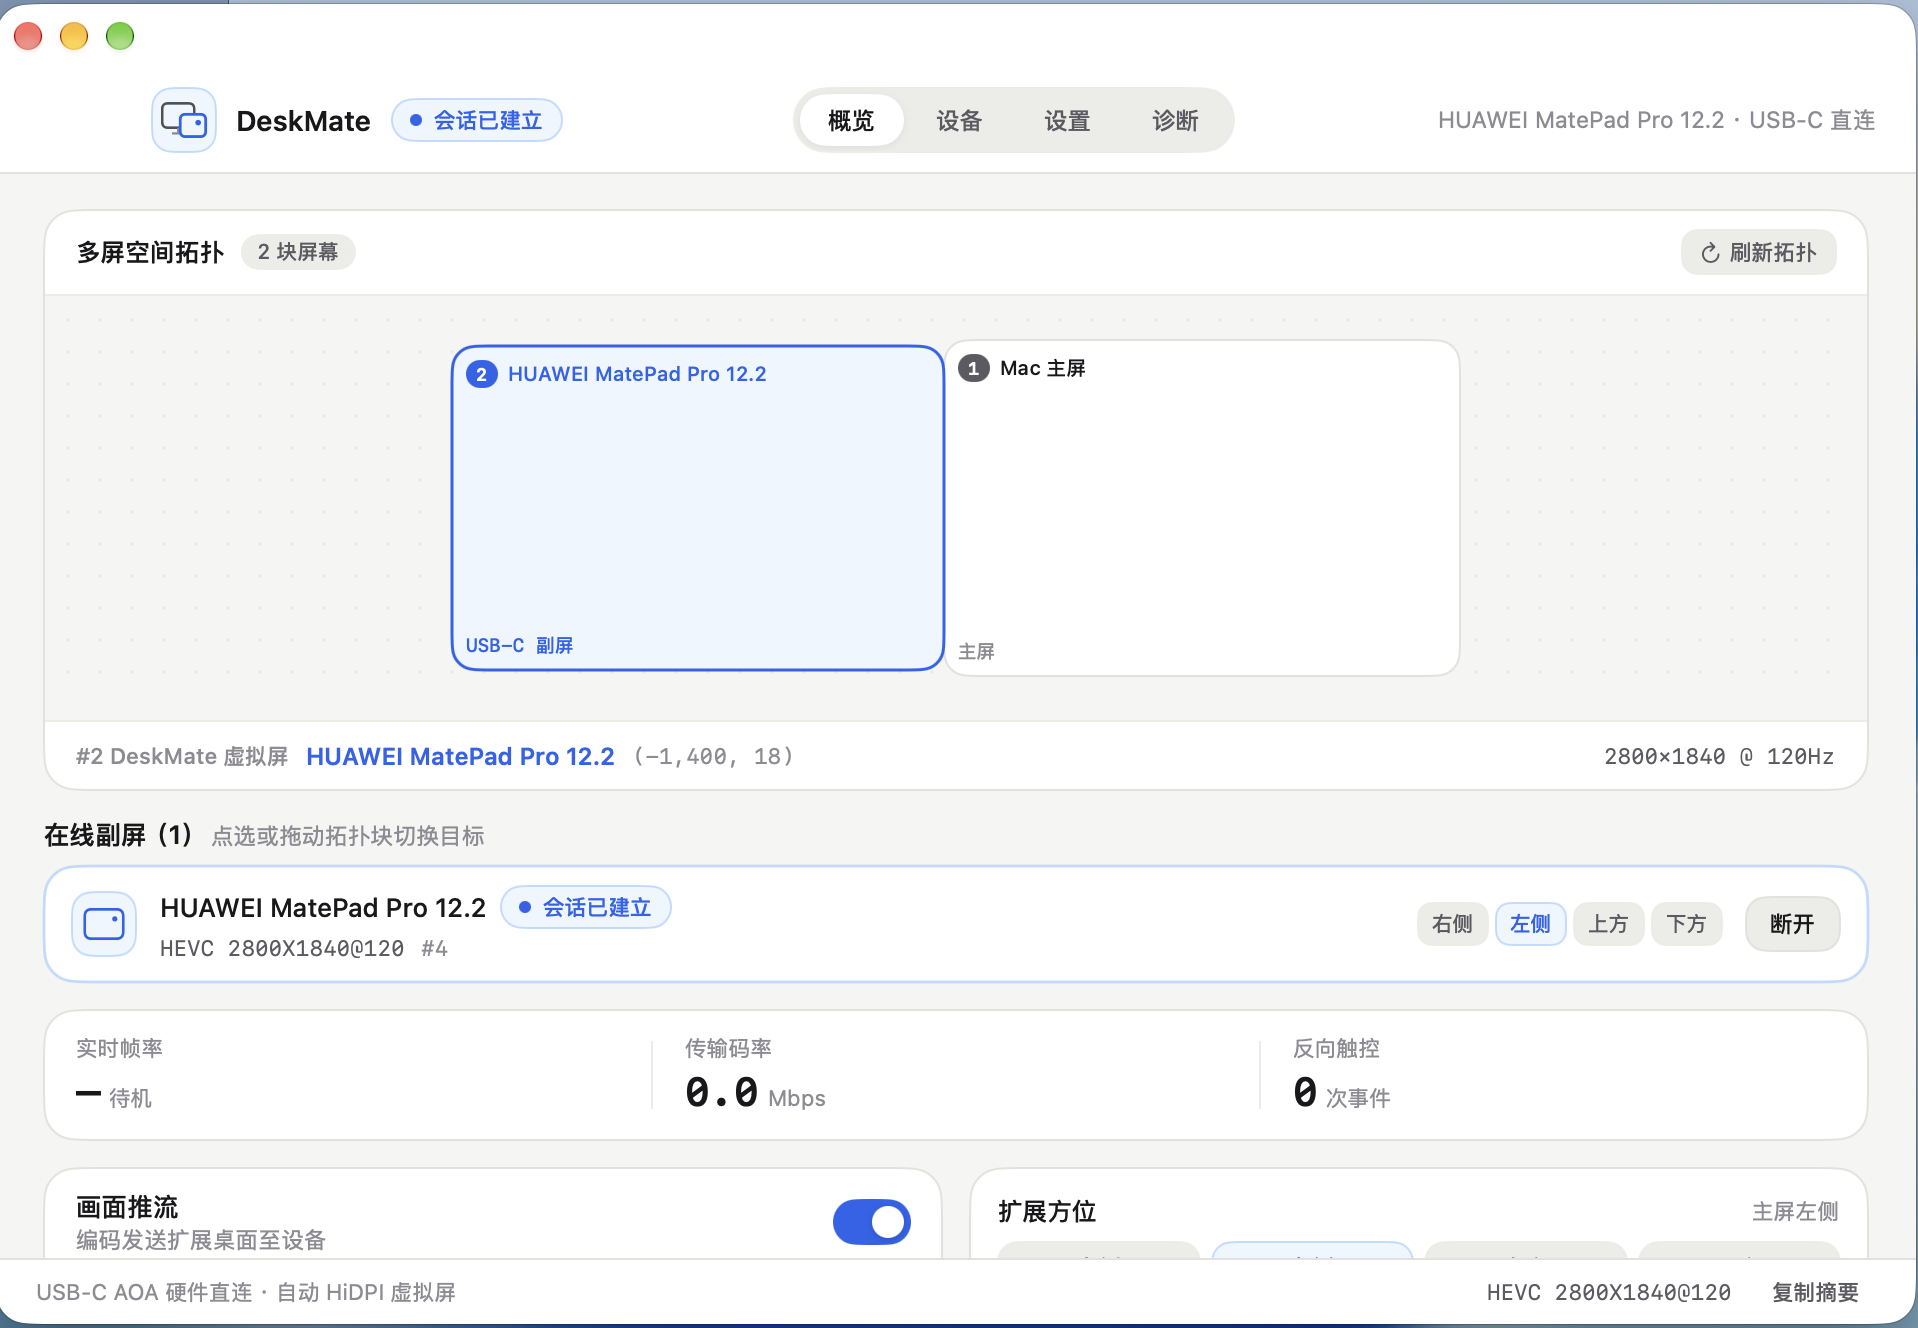 DeskMate
会话已建立
概览 设备 设置 诊断
HUAWEI MatePad Pro 12.2 · USB-C 直连
多屏空间拓扑
2 块屏幕
刷新拓扑
2 HUAWEI MatePad Pro 12.2
USB-C 副屏
1 Mac 主屏
主屏
#2 DeskMate 虚拟屏 HUAWEI MatePad Pro 12.2 (−1,400, 18)
2800×1840 @ 120Hz
在线副屏 (1) 点选或拖动拓扑块切换目标
HUAWEI MatePad Pro 12.2
会话已建立
HEVC 2800X1840@120 #4
右侧 左侧 上方 下方 断开
实时帧率
— 待机
传输码率
0.0 Mbps
反向触控
0 次事件
画面推流
编码发送扩展桌面至设备
扩展方位
主屏左侧
USB-C AOA 硬件直连 · 自动 HiDPI 虚拟屏
HEVC 2800X1840@120
复制摘要